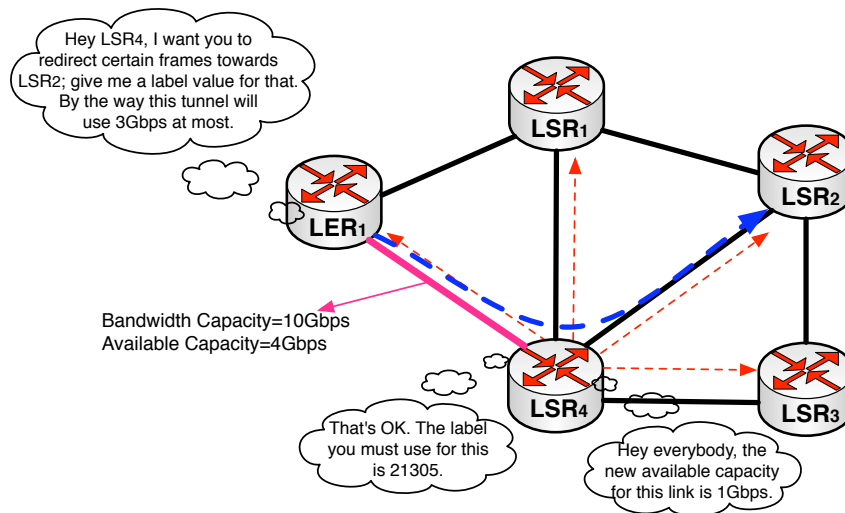 Hey LSR4, I want you to
redirect certain frames towards
LSR2; give me a label value for that.
By the way this tunnel will
use 3Gbps at most.
LSR1
LSR2
LER1
Bandwidth Capacity=10Gbps
Available Capacity=4Gbps
LSR4
LSR3
That's OK. The label
you must use for this
is 21305.
Hey everybody, the
new available capacity
for this link is 1Gbps.